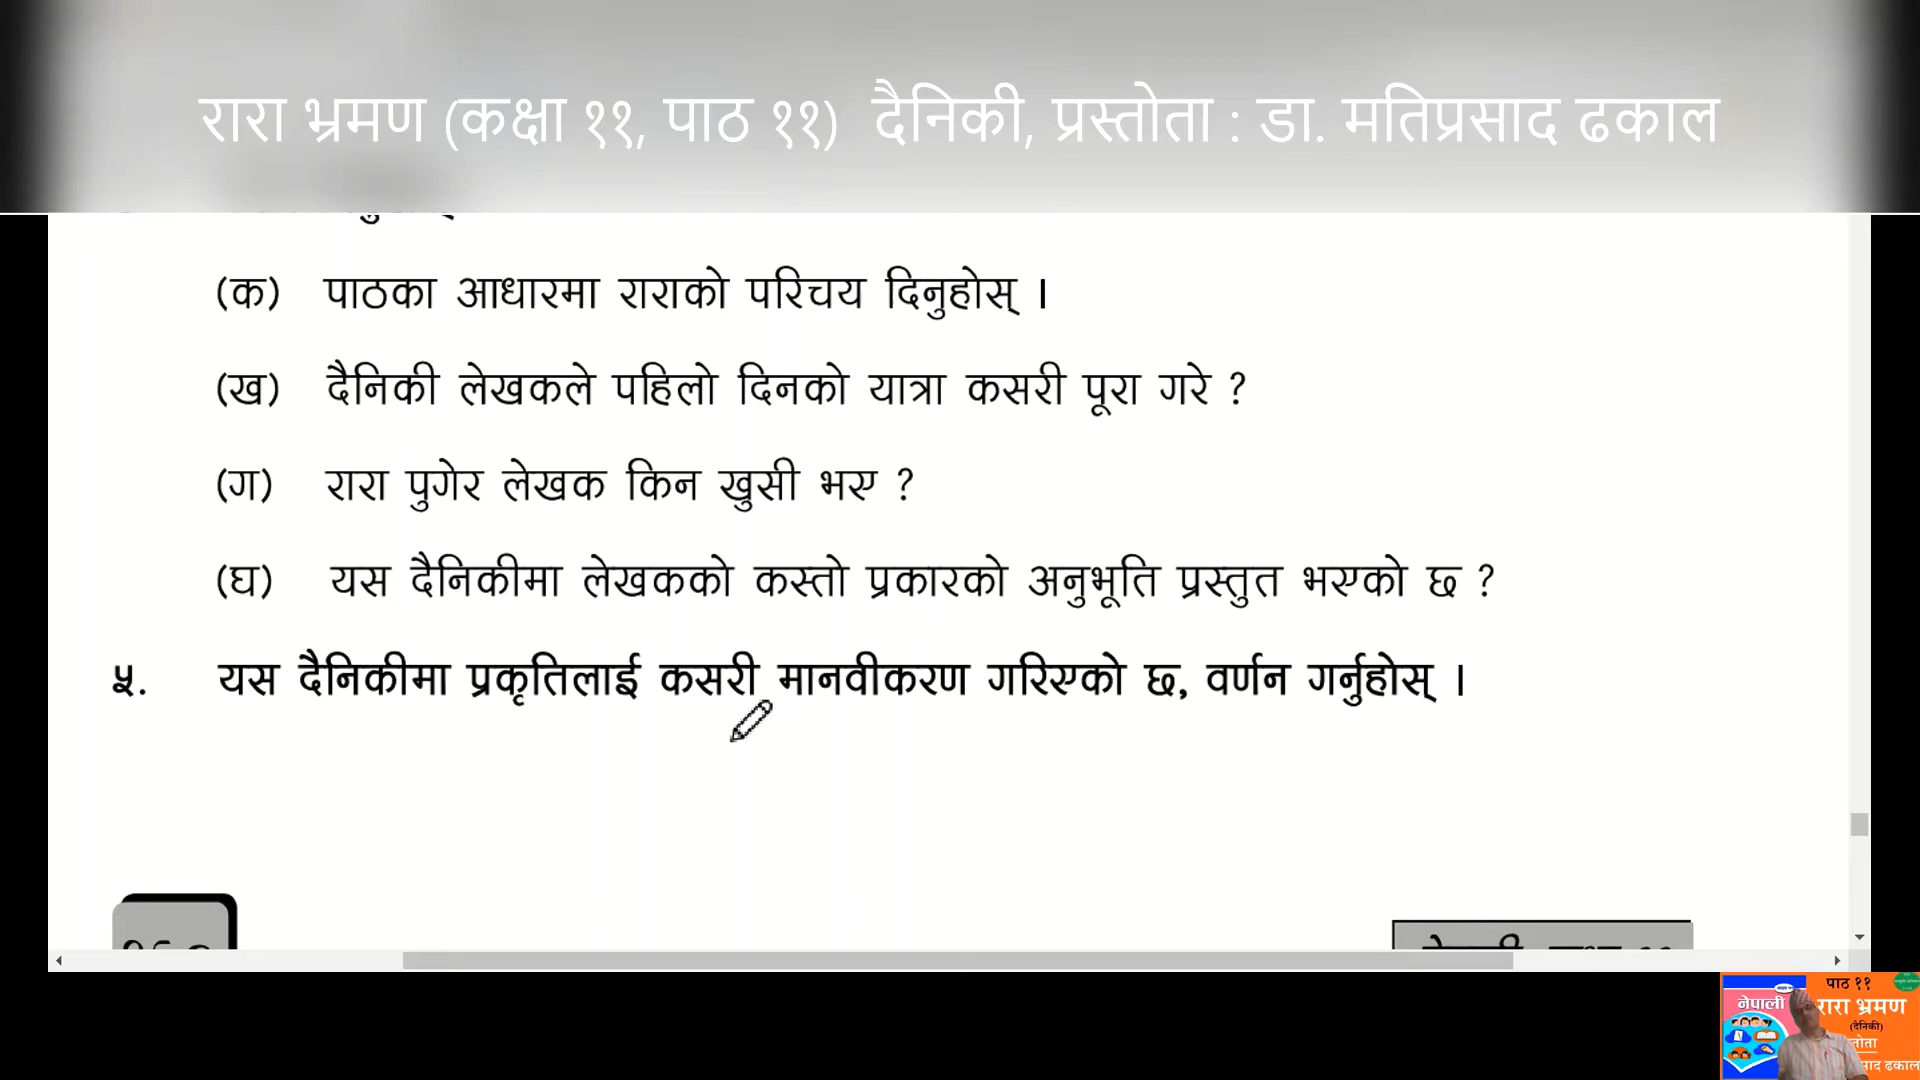 रारा भ्रमण (कक्षा ११, पाठ ११) दैनिकी, प्रस्तोता : डा. मतिप्रसाद ढकाल
(क) पाठका आधारमा राराको परिचय दिनुहोस् ।
(ख) दैनिकी लेखकले पहिलो दिनको यात्रा कसरी पूरा गरे ?
(ग) रारा पुगेर लेखक किन खुसी भए ?
(घ) यस दैनिकीमा लेखकको कस्तो प्रकारको अनुभूति प्रस्तुत भएको छ ?
५. यस दैनिकीमा प्रकृतिलाई कसरी मानवीकरण गरिएको छ, वर्णन गर्नुहोस् ।
पाठ ११
नेपाली
रारा भ्रमण
(दैनिकी)
ढकाल